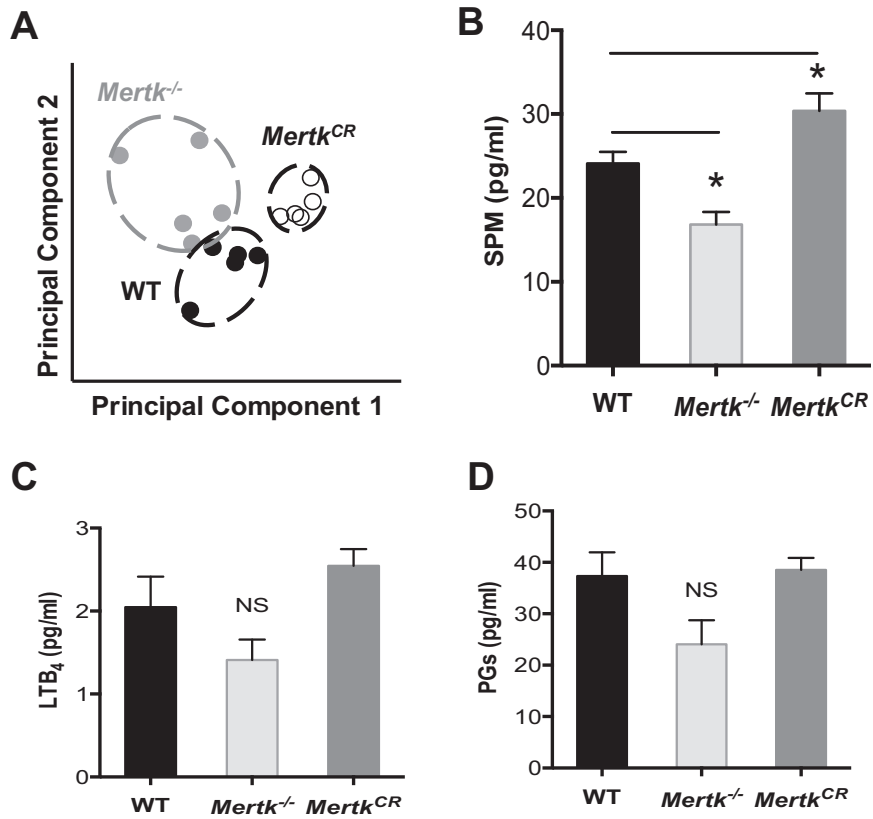 A
Principal Component 2
Mertk-/-
MertkCR
WT
Principal Component 1
B
SPM (pg/ml)
40
30
20
10
0
*
*
WT Mertk-/- MertkCR
C
LTB4 (pg/ml)
3
2
1
0
NS
WT Mertk-/- MertkCR
D
PGs (pg/ml)
50
40
30
20
10
0
NS
WT Mertk-/- MertkCR